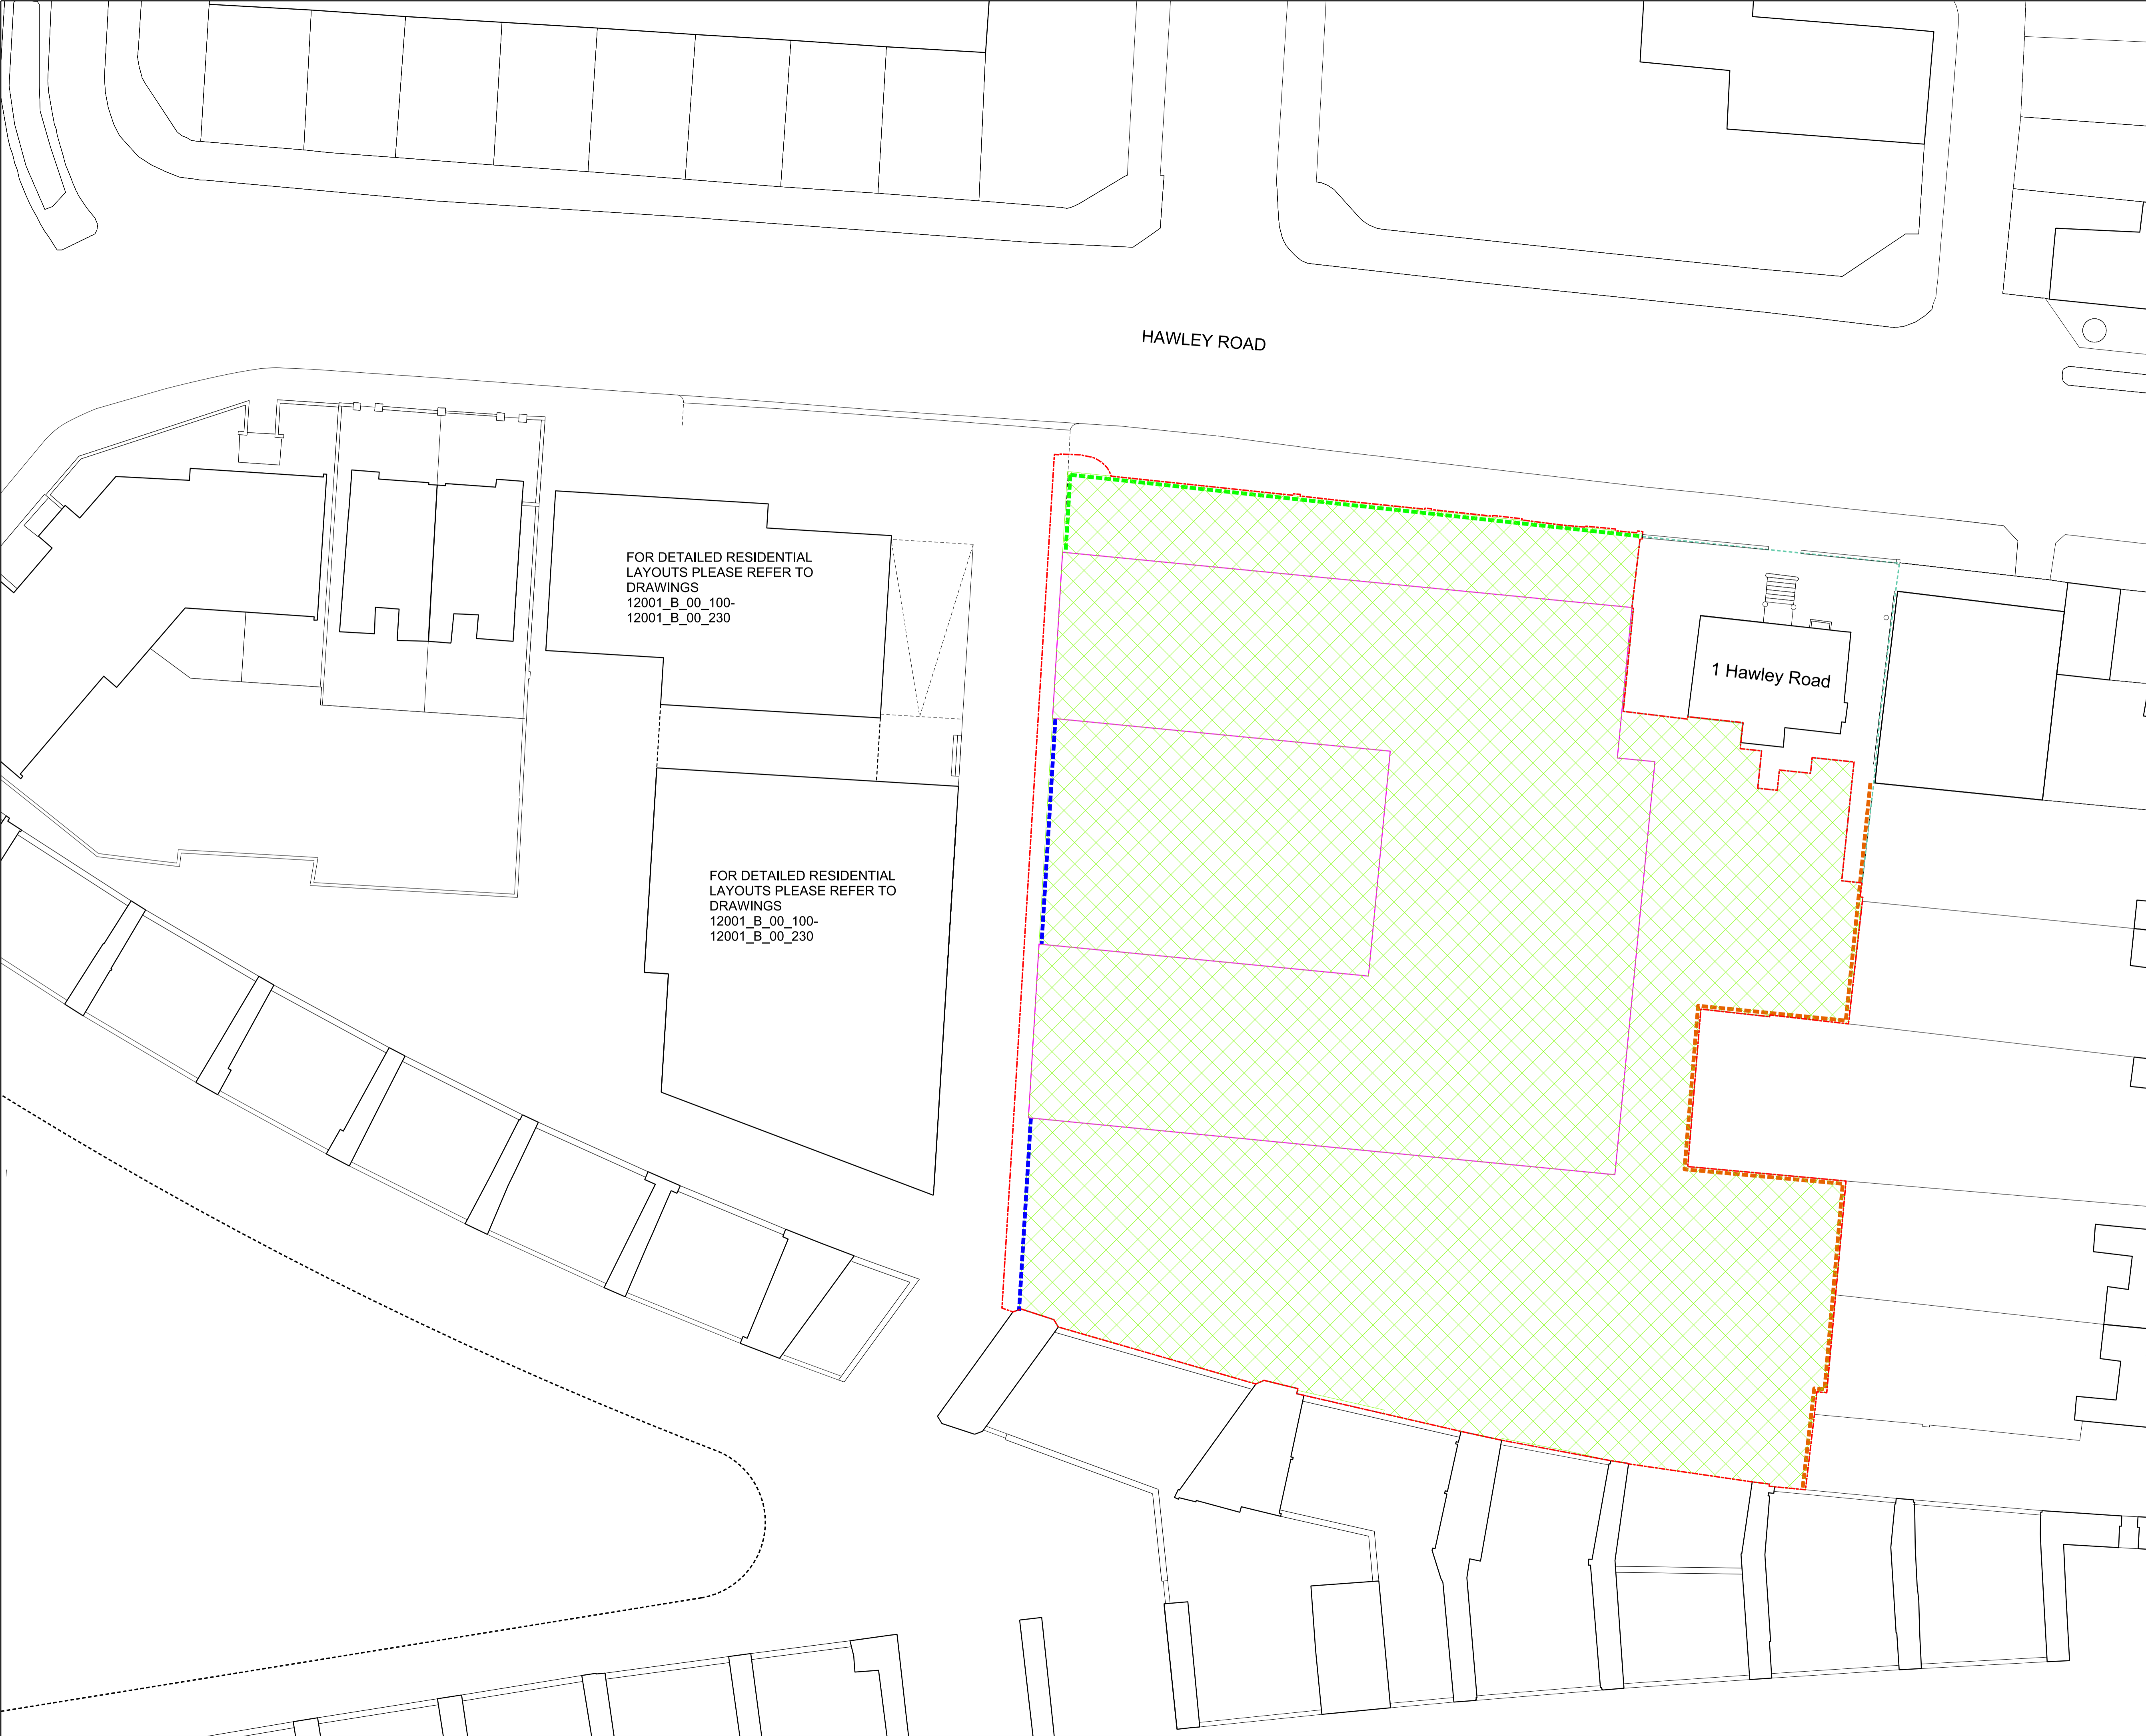 HAWLEY ROAD
FOR DETAILED RESIDENTIAL
LAYOUTS PLEASE REFER TO
DRAWINGS
12001_B_00_100-
12001_B_00_230
1 Hawley Road
FOR DETAILED RESIDENTIAL
LAYOUTS PLEASE REFER TO
DRAWINGS
12001_B_00_100-
12001_B_00_230